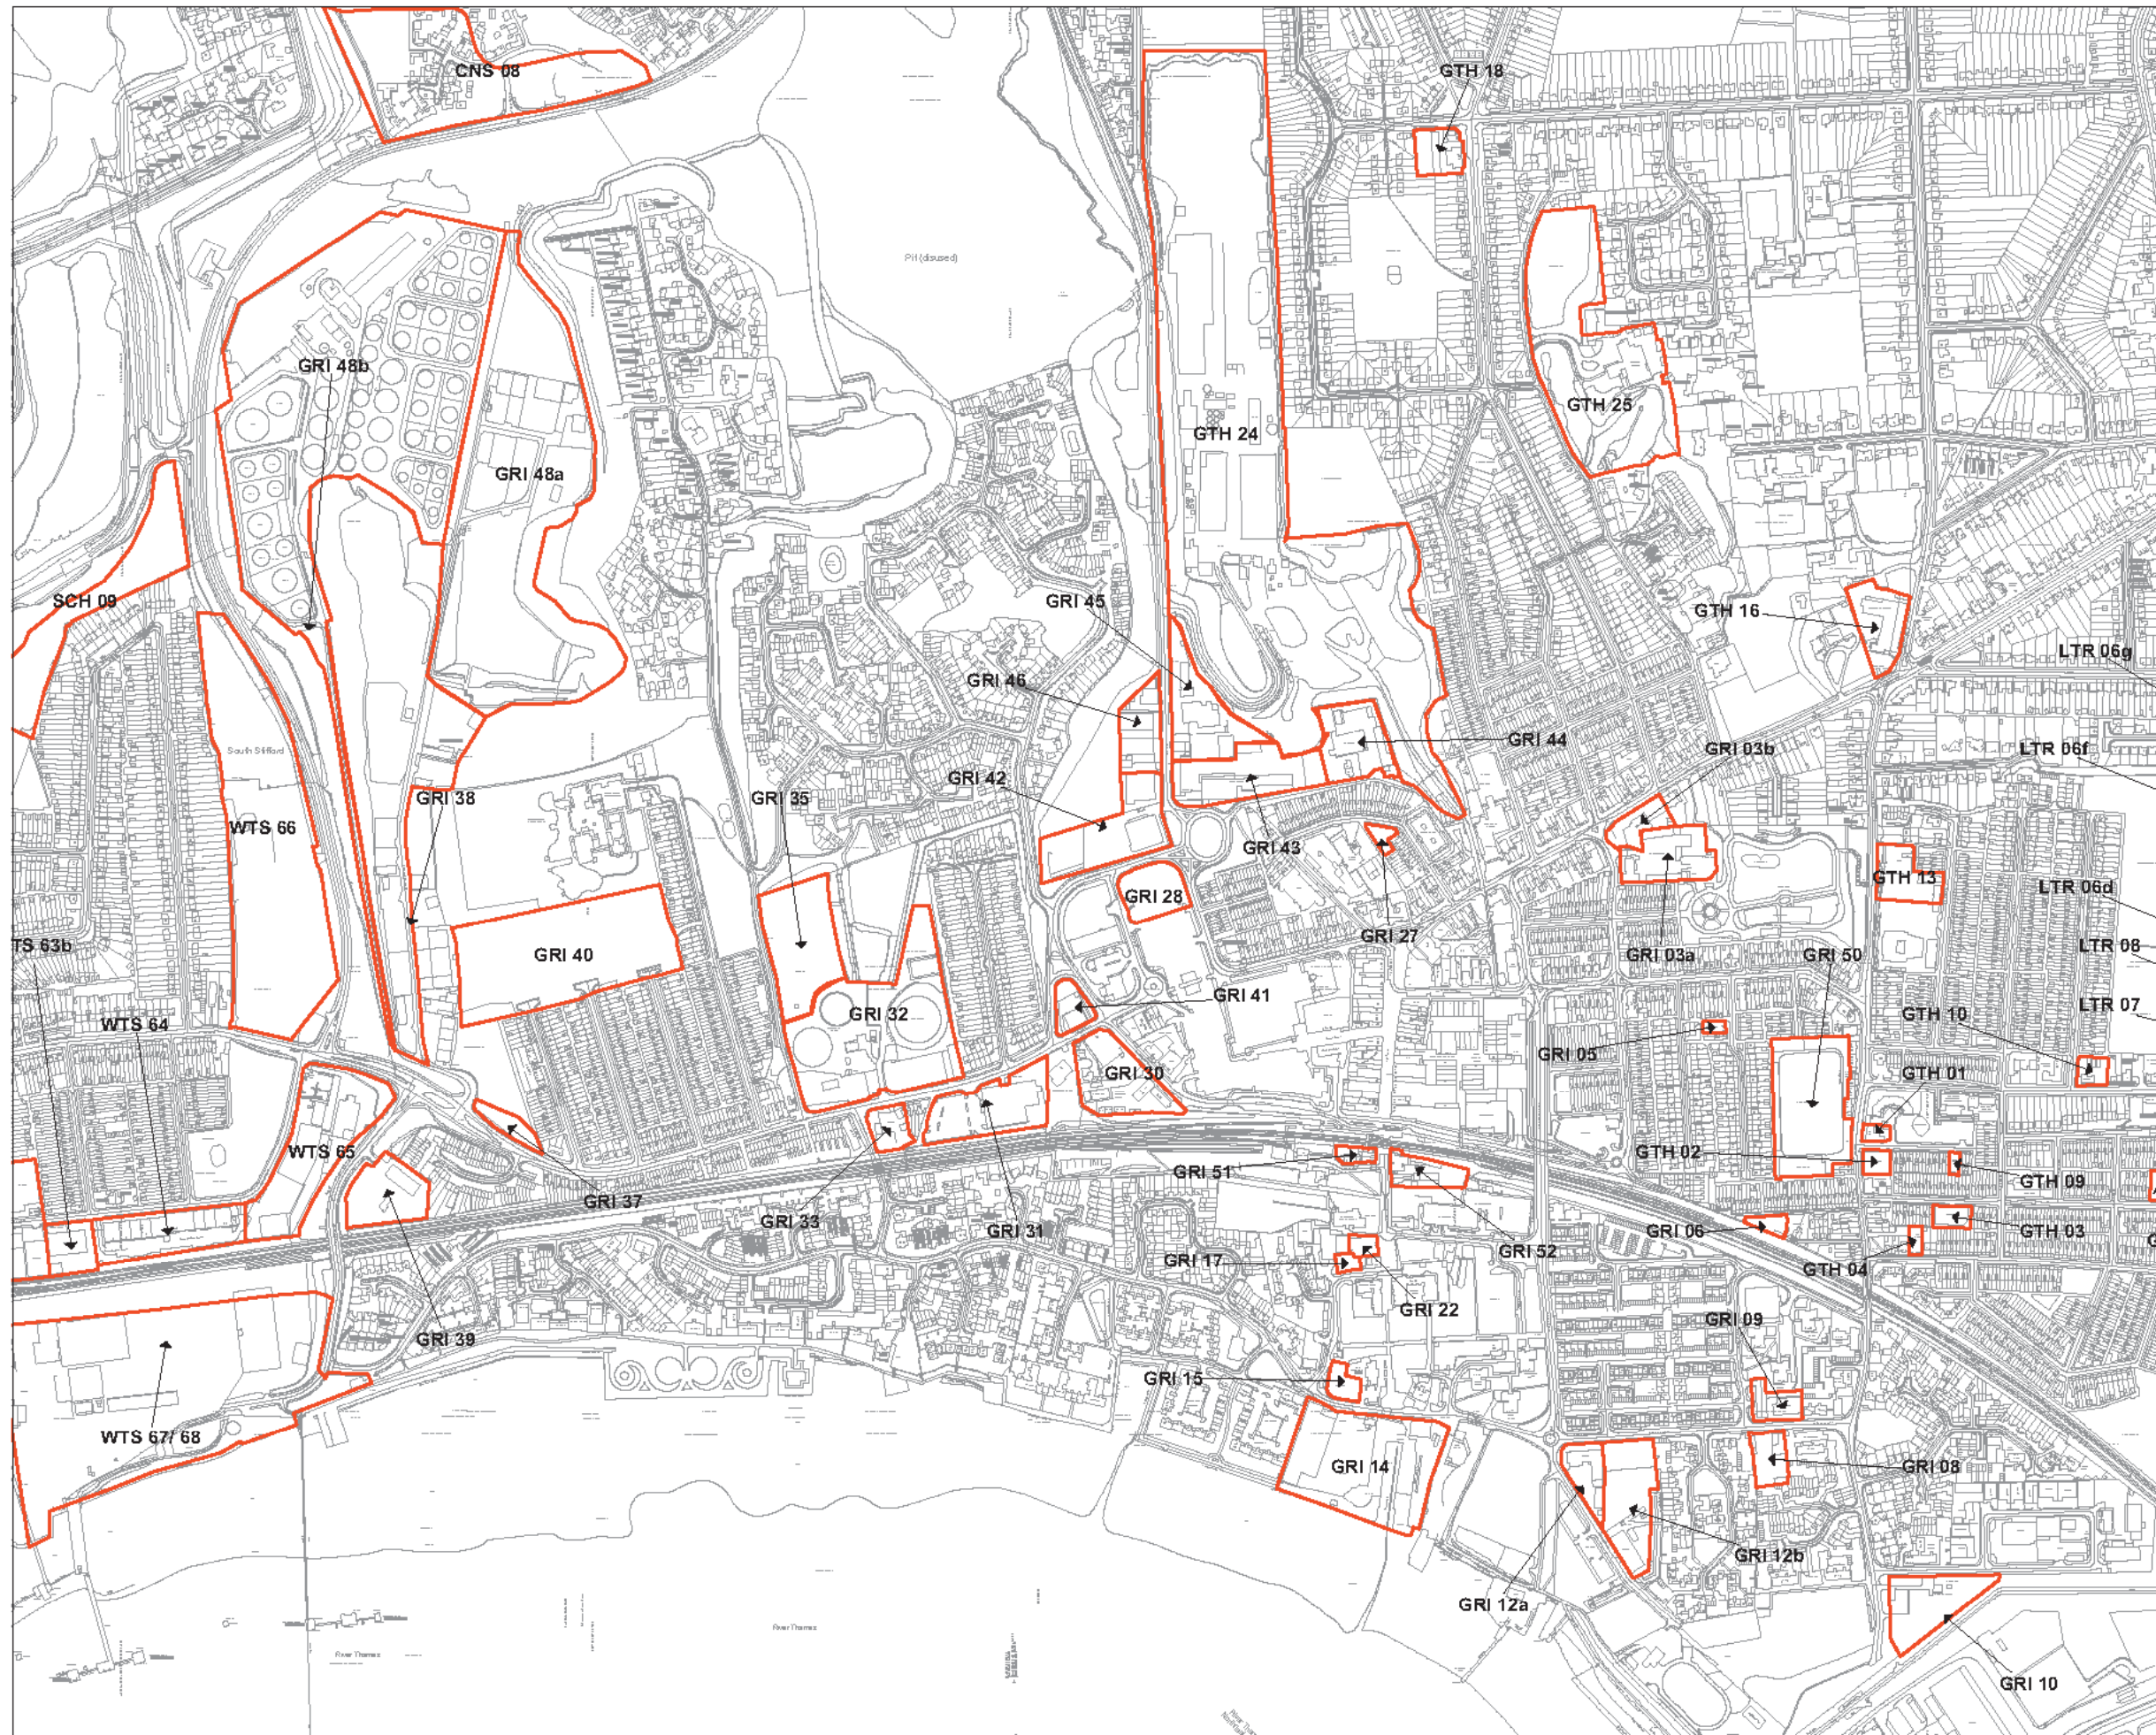 CNS 08
GTH 18
Pit (disused)
GRI 48b
GTH 25
GTH 24
GRI 48a
SCH 09
GRI 45
GTH 16
LTR 06g
GRI 46
GRI 44
GRI 03b
LTR 06f
South Stifford
GRI 42
GRI 38
GRI 35
WTS 66
GRI 43
GTH 13
LTR 06d
GRI 28
GRI 27
TS 63b
GRI 40
GRI 03a
GRI 50
LTR 08
GRI 41
LTR 07
GRI 32
GTH 10
WTS 64
GRI 05
GRI 30
GTH 01
WTS 65
GTH 02
GRI 51
GTH 09
GRI 37
GRI 33
GRI 31
GRI 06
GTH 03
GRI 52
GRI 17
GTH 04
GRI 22
GRI 39
GRI 09
GRI 15
WTS 67/ 68
GRI 14
GRI 08
GRI 12b
GRI 12a
River Thames
River Thames
GRI 10